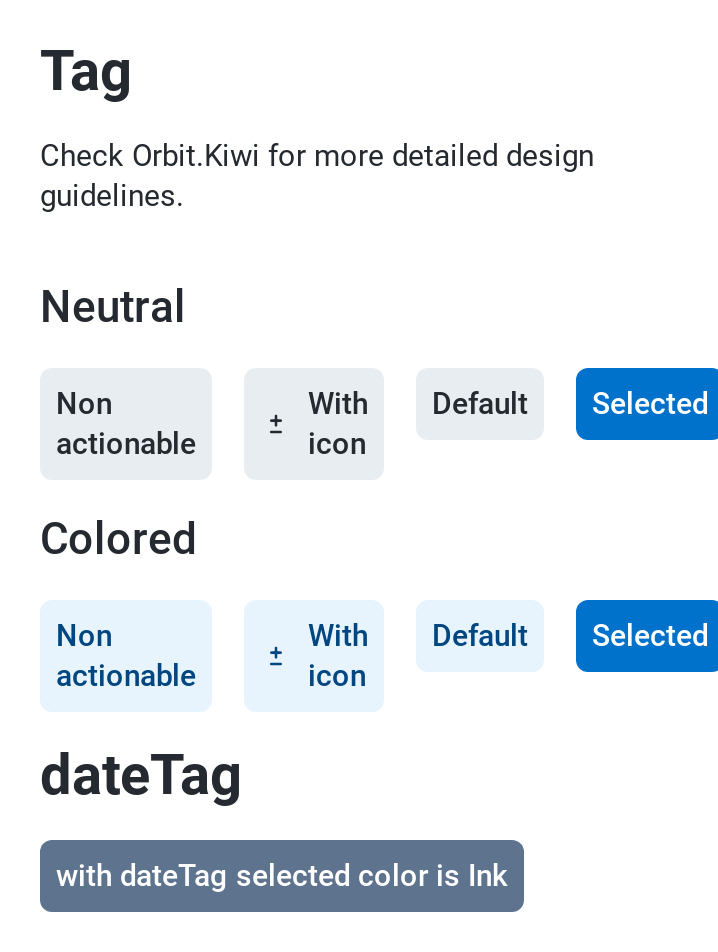 Tag
Check Orbit.Kiwi for more detailed design
guidelines.
Neutral
Non
actionable
With
icon
Default
Selected
Colored
Non
actionable
With
icon
Default
Selected
dateTag
with dateTag selected color is Ink